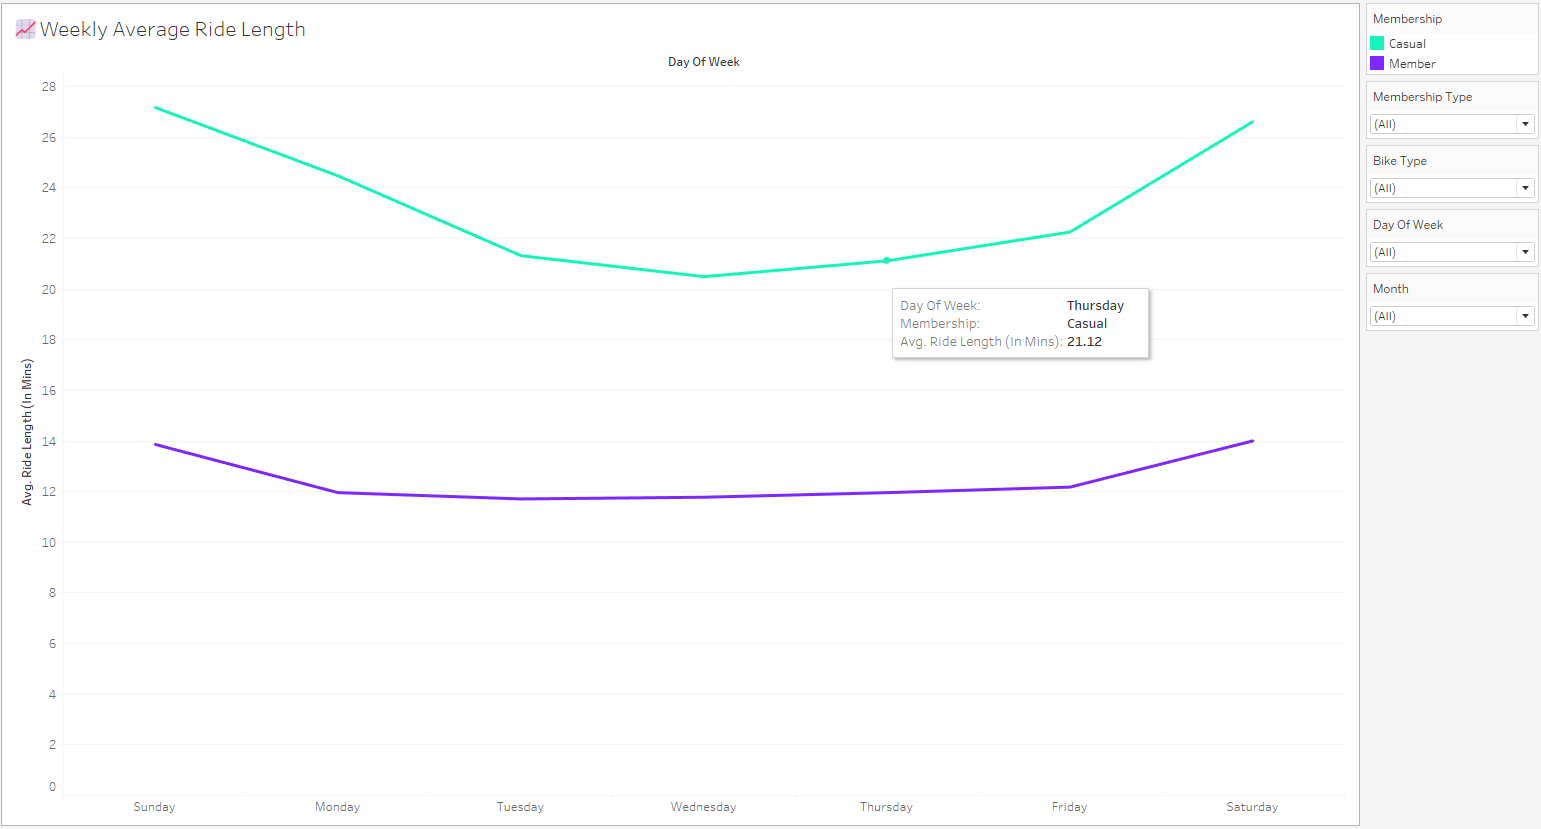 📈 Weekly Average Ride Length
Day Of Week
28
26
24
22
20
18
16
14
12
10
8
6
4
2
0
Avg. Ride Length (In Mins)
Day Of Week: Thursday
Membership: Casual
Avg. Ride Length (In Mins): 21.12
Sunday Monday Tuesday Wednesday Thursday Friday Saturday
Membership
Casual
Member
Membership Type
(All)
Bike Type
(All)
Day Of Week
(All)
Month
(All)